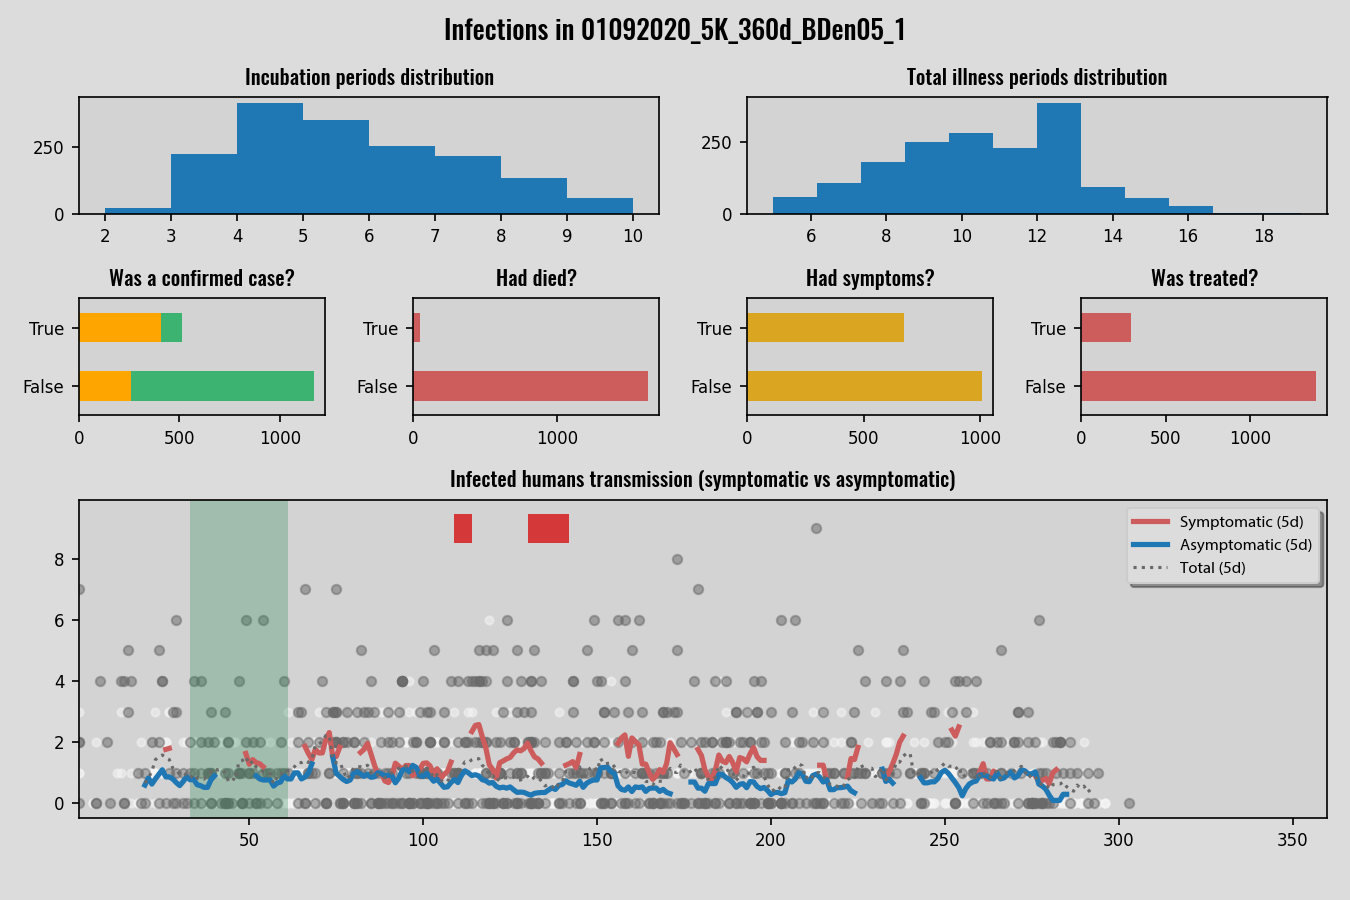 Infections in 01092020_5K_360d_BDen05_1
Incubation periods distribution
250
0
2 3 4 5 6 7 8 9 10
Total illness periods distribution
250
0
6 8 10 12 14 16 18
Was a confirmed case?
True
False
0 500 1000
Had died?
True
False
0 1000
Had symptoms?
True
False
0 500 1000
Was treated?
True
False
0 500 1000
Infected humans transmission (symptomatic vs asymptomatic)
Symptomatic (5d)
Asymptomatic (5d)
Total (5d)
8
6
4
2
0
50 100 150 200 250 300 350